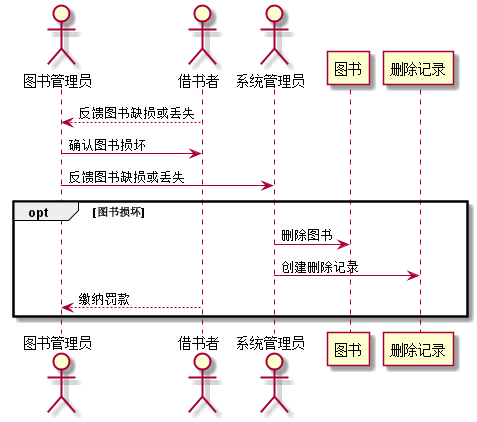 图书管理员 借书者 系统管理员 图书 删除记录
反馈图书缺损或丢失
确认图书损坏
反馈图书缺损或丢失
opt [图书损坏]
删除图书
创建删除记录
缴纳罚款
图书管理员 借书者 系统管理员 图书 删除记录